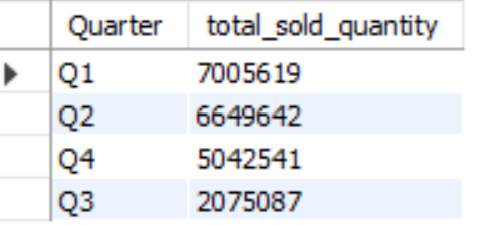 Quarter total_sold_quantity
Q1 7005619
Q2 6649642
Q4 5042541
Q3 2075087